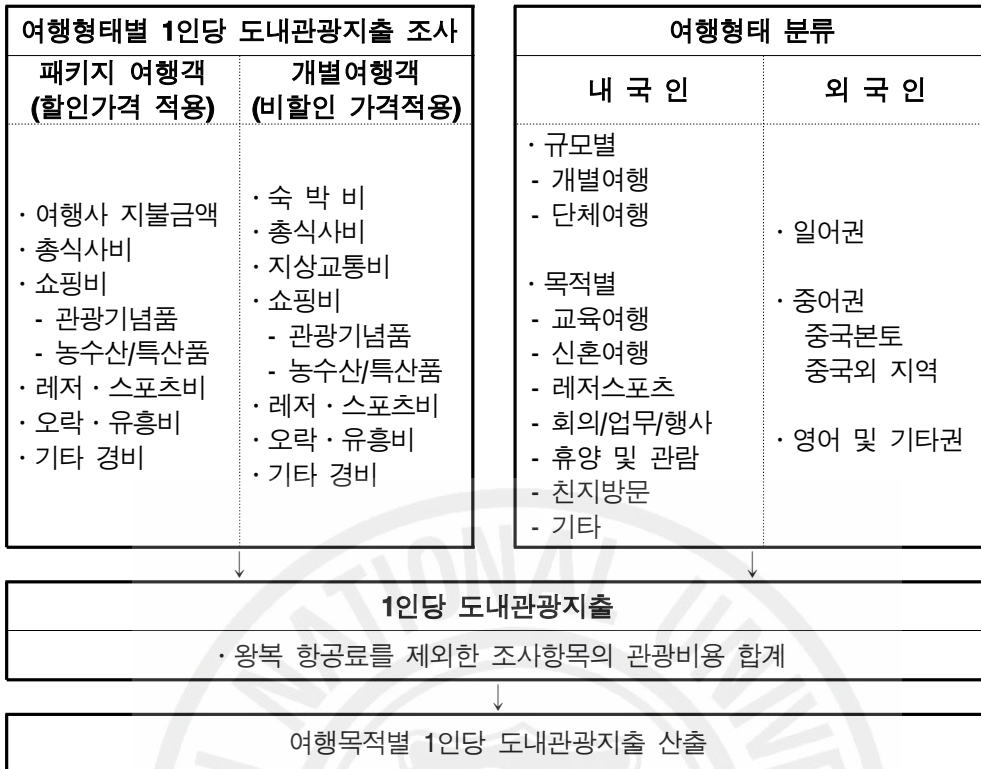 여행형태별 1인당 도내관광지출 조사
패키지 여행객
(할인가격 적용)
· 여행사 지불금액
· 총식사비
· 쇼핑비
- 관광기념품
- 농수산/특산품
· 레저 · 스포츠비
· 오락 · 유흥비
· 기타 경비
개별여행객
(비할인 가격적용)
· 숙 박 비
· 총식사비
· 지상교통비
· 쇼핑비
- 관광기념품
- 농수산/특산품
· 레저 · 스포츠비
· 오락 · 유흥비
· 기타 경비
여행형태 분류
내 국 인
· 규모별
- 개별여행
- 단체여행
· 목적별
- 교육여행
- 신혼여행
- 레저스포츠
- 회의/업무/행사
- 휴양 및 관람
- 친지방문
- 기타
외 국 인
· 일어권
· 중어권
중국본토
중국외 지역
· 영어 및 기타권
1인당 도내관광지출
· 왕복 항공료를 제외한 조사항목의 관광비용 합계
여행목적별 1인당 도내관광지출 산출